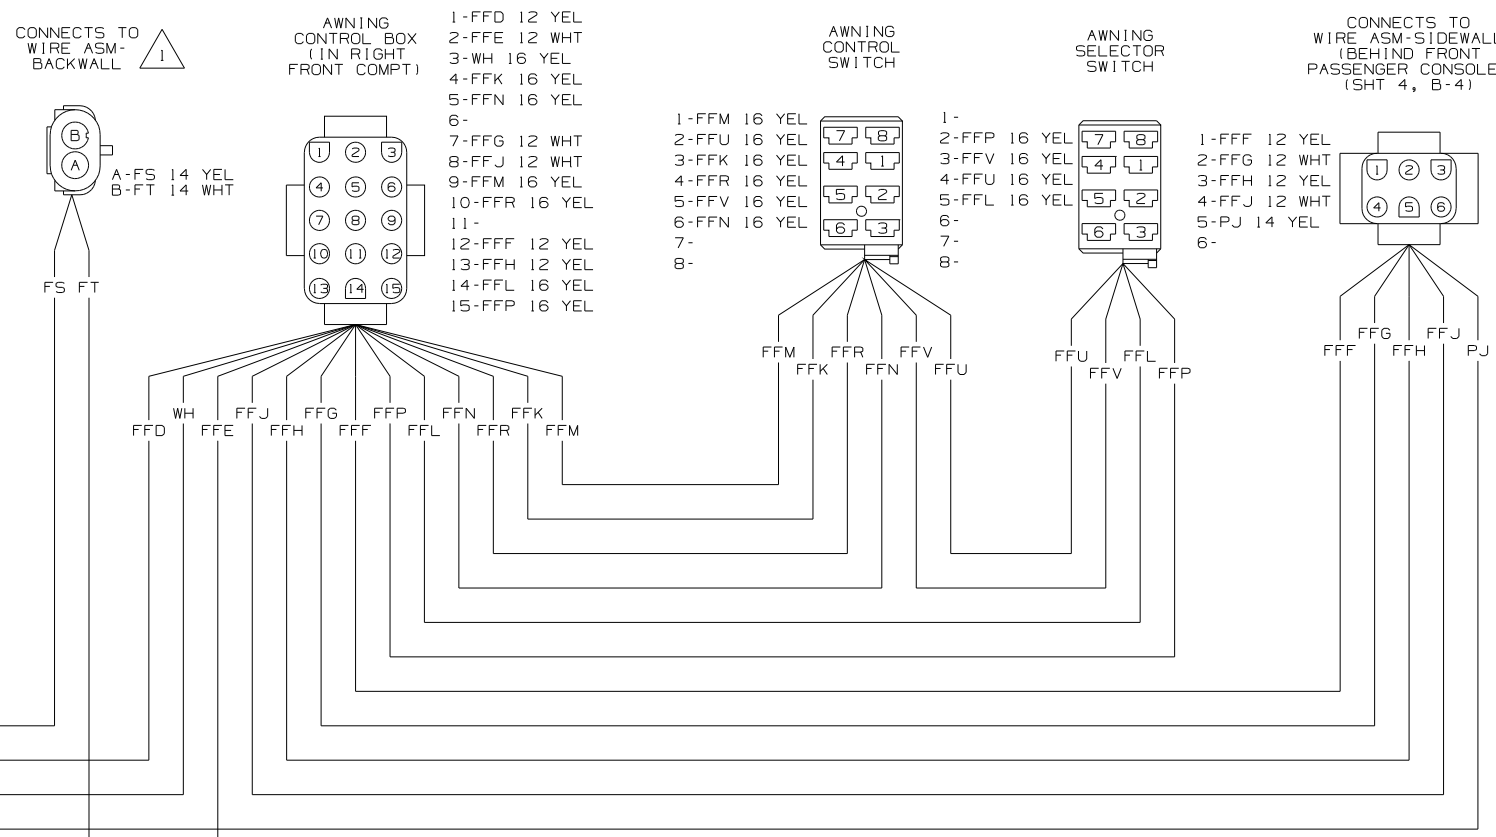 CONNECTS TO
WIRE ASM-
BACKWALL
1
B
A
A-FS 14 YEL
B-FT 14 WHT
FS FT
AWNING
CONTROL BOX
(IN RIGHT
FRONT COMPT)
1 2 3
4 5 6
7 8 9
10 11 12
13 14 15
1-FFD 12 YEL
2-FFE 12 WHT
3-WH 16 YEL
4-FFK 16 YEL
5-FFN 16 YEL
6-
7-FFG 12 WHT
8-FFJ 12 WHT
9-FFM 16 YEL
10-FFR 16 YEL
11-
12-FFF 12 YEL
13-FFH 12 YEL
14-FFL 16 YEL
15-FFP 16 YEL
WH FFJ FFG FFP FFN FFK
FFD FFE FFH FFF FFL FFR FFM
AWNING
CONTROL
SWITCH
1-FFM 16 YEL
2-FFU 16 YEL
3-FFK 16 YEL
4-FFR 16 YEL
5-FFV 16 YEL
6-FFN 16 YEL
7-
8-
7 8
4 1
5 2
6 3
FFM FFR FFV
FFK FFN FFU
AWNING
SELECTOR
SWITCH
1-
2-FFP 16 YEL
3-FFV 16 YEL
4-FFU 16 YEL
5-FFL 16 YEL
6-
7-
8-
7 8
4 1
5 2
6 3
FFU FFL
FFV FFP
CONNECTS TO
WIRE ASM-SIDEWALL
(BEHIND FRONT
PASSENGER CONSOLE
(SHT 4, B-4)
1-FFF 12 YEL
2-FFG 12 WHT
3-FFH 12 YEL
4-FFJ 12 WHT
5-PJ 14 YEL
6-
1 2 3
4 5 6
FFG FFJ
FFF FFH PJ